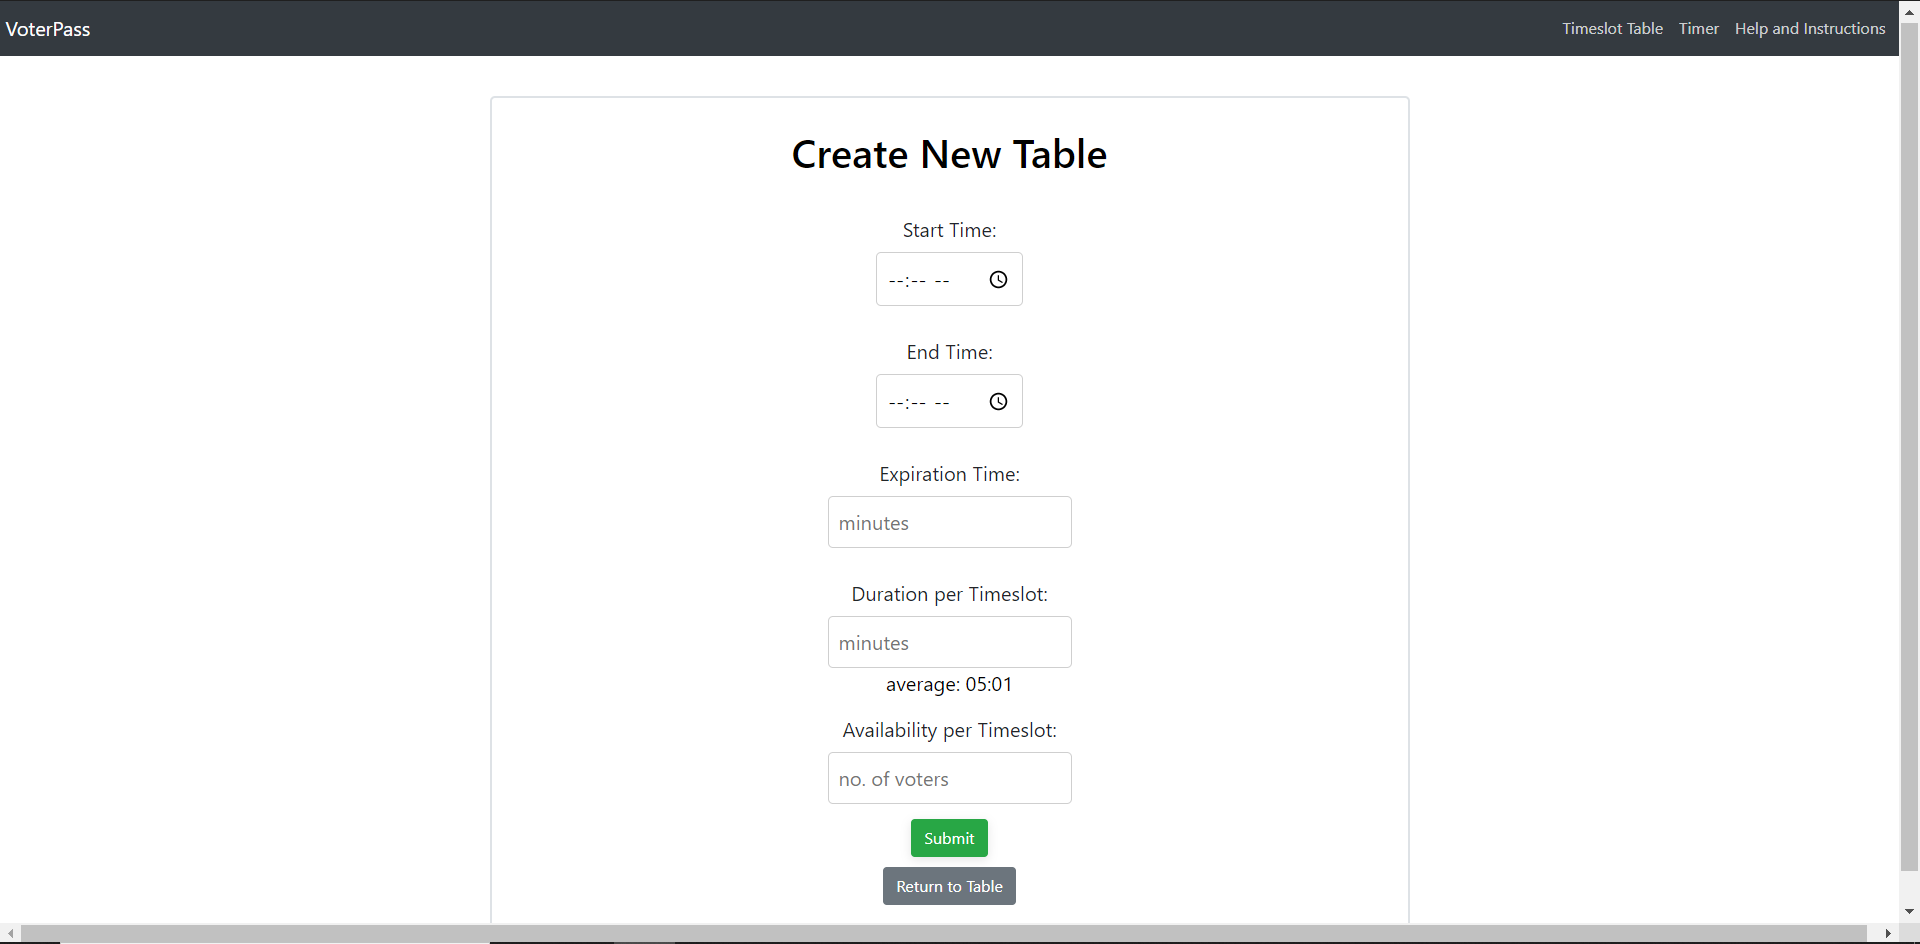 VoterPass
Timeslot Table Timer Help and Instructions
Create New Table
Start Time:
--:-- --
End Time:
--:-- --
Expiration Time:
minutes
Duration per Timeslot:
minutes
average: 05:01
Availability per Timeslot:
no. of voters
Submit
Return to Table